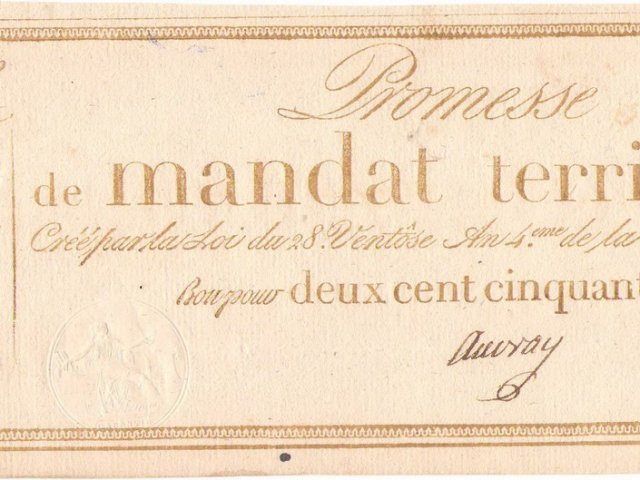 Promesse
de mandat terri
Créé par la Loi du 28. Ventôse An 4.eme de la
Bon pour deux cent cinquant
Auvray